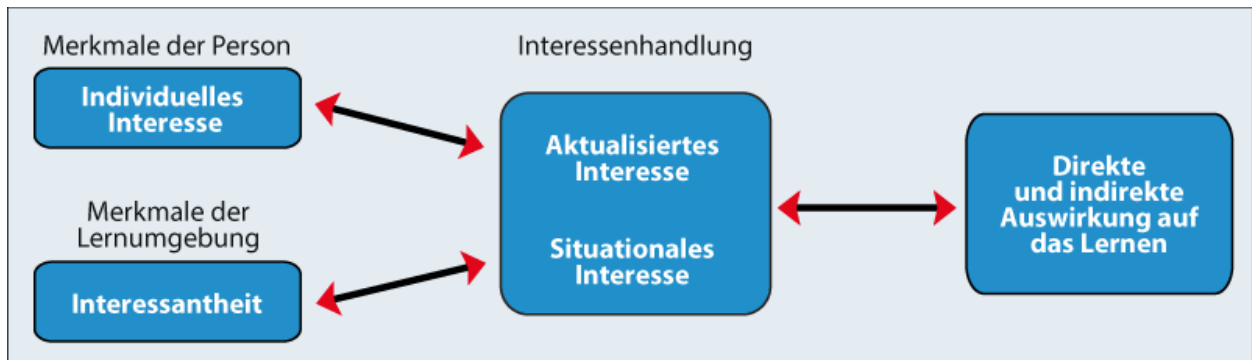 Merkmale der Person
Individuelles
Interesse
Merkmale der
Lernumgebung
Interessantheit
Interessenhandlung
Aktualisiertes
Interesse
Situationales
Interesse
Direkte
und indirekte
Auswirkung auf
das Lernen